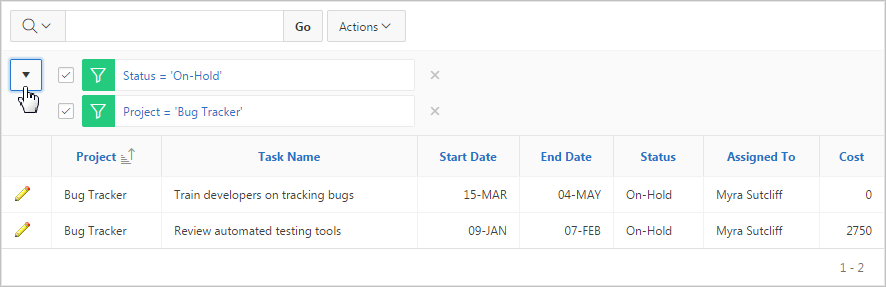 Go Actions
Status = 'On-Hold'
Project = 'Bug Tracker'
Project Task Name Start Date End Date Status Assigned To Cost
Bug Tracker Train developers on tracking bugs 15-MAR 04-MAY On-Hold Myra Sutcliff 0
Bug Tracker Review automated testing tools 09-JAN 07-FEB On-Hold Myra Sutcliff 2750
1 - 2